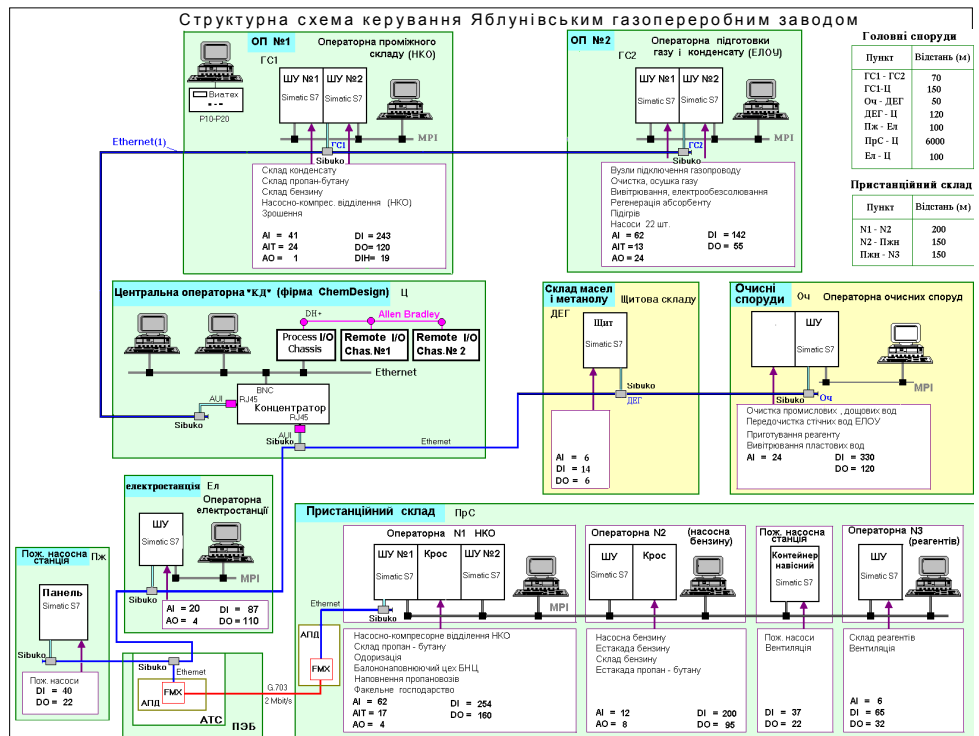 Структурна схема керування Яблунівським газопереробним заводом
ОП №1
Операторна проміжного
складу (НКО)
ГС1
ШУ №1
ШУ №2
Simatic S7
Simatic S7
Виатех
P10-P20
MPI
ГС1
Sibuko
Ethernet(1)
Склад конденсату
Склад пропан-бутану
Склад бензину
Насосно-компрес. відділення (НКО)
Зрошення
AI = 41
DI = 243
AIT = 24
DO= 120
AO = 1
DIH= 19
ОП №2
Операторна підготовки
газу і конденсату (ЕЛОУ)
ГС2
ШУ №1
ШУ №2
Simatic S7
Simatic S7
MPI
ГС2
Sibuko
Вузли підключення газопроводу
Очистка, осушка газу
Вивітрювання, електрообезсолювання
Регенерація абсорбенту
Підігрів
Насоси 22 шт.
AI = 62
DI = 142
AIT =13
DO = 55
AO = 24
Головні споруди
Пункт
Відстань (м)
ГС1 - ГС2
70
ГС1-Ц
150
Оч - ДЕГ
50
ДЕГ - Ц
120
Пж - Ел
100
ПрС - Ц
6000
Ел - Ц
100
Пристанційний склад
Пункт
Відстань (м)
N1 - N2
200
N2 - Пжн
150
Пжн - N3
150
Центральна операторна "КД" (фірма ChemDesign)
Ц
DH+
Allen Bradley
Process I/O
Chassis
Remote I/O
Chas.№1
Remote I/O
Chas.№ 2
Ethernet
BNC
AUI
RJ45
Концентратор
RJ45
AUI
Sibuko
Sibuko
Ethernet
Склад масел
і метанолу
Щитова складу
ДЕГ
Щит
Simatic S7
Sibuko
ДЕГ
AI = 6
DI = 14
DO = 6
Очисні
споруди
Оч
Операторна очисних споруд
ШУ
Simatic S7
MPI
Sibuko
Оч
Очистка промислових , дощових вод
Передочистка стічних вод ЕЛОУ
Приготування реагенту
Вивітрювання пластових вод
AI = 24
DI = 330
DO = 120
електростанція
Ел
Операторна
електростанції
ШУ
Simatic S7
MPI
Sibuko
AI = 20
DI = 87
AO = 4
DO = 110
Пож. насосна
станція
Пж
Панель
Simatic S7
Sibuko
Пож. насоси
DI = 40
DO = 22
Sibuko
Ethernet
FMX
АПД
АТС
ПЭБ
G.703
2 Mbit/s
Пристанційний склад
ПрС
Операторна N1 НКО
ШУ №1
Крос
ШУ №2
Simatic S7
Simatic S7
MPI
Ethernet
Sibuko
АПД
FMX
Насосно-компресорне відділення НКО
Склад пропан - бутану
Одоризація
Балононаповнюючий цех БНЦ
Наповнення пропановозів
Факельне господарство
AI = 62
DI = 254
AIT = 17
DO = 160
AO = 4
Операторна N2
(насосна
бензину)
ШУ
Крос
Simatic S7
Насосна бензину
Естакада бензину
Склад бензину
Естакада пропан - бутану
AI = 12
DI = 200
AO = 8
DO = 95
Пож. насосна
станція
Контейнер
навісний
Simatic S7
Пож. насоси
Вентиляція
DI = 37
DO = 22
Операторна N3
(реагентів)
ШУ
Simatic S7
Склад реагентів
Вентиляція
AI = 6
DI = 65
DO = 32